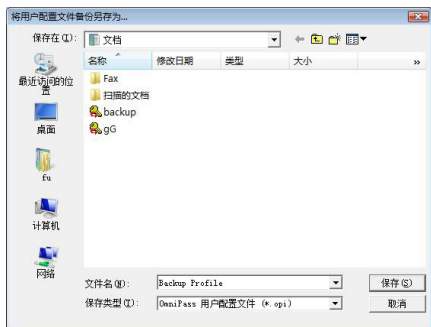 将用户配置文件备份另存为...
保存在(I): 文档
名称 修改日期 类型 大小 »
最近访问的位置
桌面
fu
计算机
网络
Fax
扫描的文档
backup
gG
文件名(N): Backup Profile 保存(S)
保存类型(T): OmniPass 用户配置文件 (*.opi) 取消